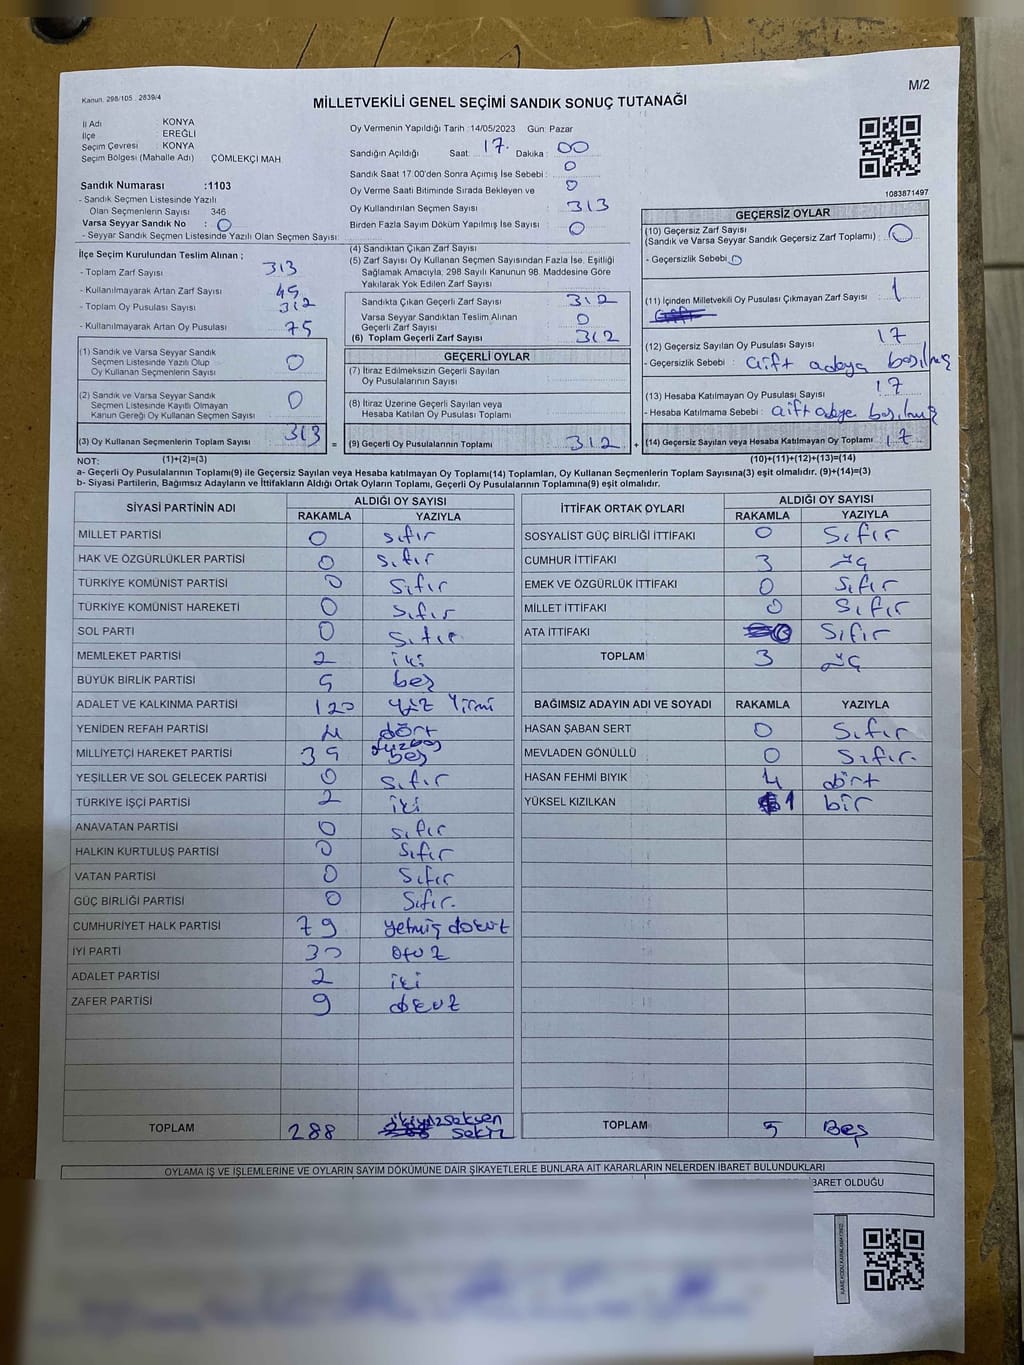 Kanun. 298/105 2839/4
M/2
MİLLETVEKİLİ GENEL SEÇİMİ SANDIK SONUÇ TUTANAĞI
İl Adı KONYA
İlçe EREĞLİ
Seçim Çevresi : KONYA
Seçim Bölgesi (Mahalle Adı) ÇÖMLEKÇİ MAH
Sandık Numarası :1103
- Sandık Seçmen Listesinde Yazılı
Olan Seçmenlerin Sayısı 346
Varsa Seyyar Sandık No : 0
- Seyyar Sandık Seçmen Listesinde Yazılı Olan Seçmen Sayısı:
Oy Vermenin Yapıldığı Tarih :14/05/2023 Gün: Pazar
Sandığın Açıldığı Saat: 17. Dakika: 00
Sandık Saat 17.00'den Sonra Açımış İse Sebebi : 0
Oy Verme Saati Bitiminde Sırada Bekleyen ve 0
Oy Kullandırılan Seçmen Sayısı : 313
Birden Fazla Sayım Döküm Yapılmış İse Sayısı : 0
1083871497
İlçe Seçim Kurulundan Teslim Alınan ;
- Toplam Zarf Sayısı 313
- Kullanılmayarak Artan Zarf Sayısı 49
- Toplam Oy Pusulası Sayısı 312
- Kullanılmayarak Artan Oy Pusulası 75
(1) Sandık ve Varsa Seyyar Sandık
Seçmen Listesinde Yazılı Olup
Oy Kullanan Seçmenlerin Sayısı 0
(2) Sandık ve Varsa Seyyar Sandık
Seçmen Listesinde Kayıtlı Olmayan
Kanun Gereği Oy Kullanan Seçmen Sayısı 0
(3) Oy Kullanan Seçmenlerin Toplam Sayısı 313
(1)+(2)=(3)
(4) Sandıktan Çıkan Zarf Sayısı
(5) Zarf Sayısı Oy Kullanan Seçmen Sayısından Fazla İse, Eşitliği
Sağlamak Amacıyla, 298 Sayılı Kanunun 98. Maddesine Göre
Yakılarak Yok Edilen Zarf Sayısı
Sandıkta Çıkan Geçerli Zarf Sayısı 312
Varsa Seyyar Sandıktan Teslim Alınan
Geçerli Zarf Sayısı 0
(6) Toplam Geçerli Zarf Sayısı 312
GEÇERLİ OYLAR
(7) İtiraz Edilmeksizin Geçerli Sayılan
Oy Pusulalarının Sayısı
(8) İtiraz Üzerine Geçerli Sayılan veya
Hesaba Katılan Oy Pusulası Toplamı
= (9) Geçerli Oy Pusulalarının Toplamı 312 +
GEÇERSİZ OYLAR
(10) Geçersiz Zarf Sayısı
(Sandık ve Varsa Seyyar Sandık Geçersiz Zarf Toplamı) : 0
- Geçersizlik Sebebi 0
(11) İçinden Milletvekili Oy Pusulası Çıkmayan Zarf Sayısı 1
(12) Geçersiz Sayılan Oy Pusulası Sayısı 17
- Geçersizlik Sebebi : Çift adaya basılmış
(13) Hesaba Katılmayan Oy Pusulası Sayısı 17
- Hesaba Katılmama Sebebi : Çift adaya basılmış
(14) Geçersiz Sayılan veya Hesaba Katılmayan Oy Toplamı 17
(10)+(11)+(12)+(13)=(14)
NOT:
a- Geçerli Oy Pusulalarının Toplamı(9) ile Geçersiz Sayılan veya Hesaba katılmayan Oy Toplamı(14) Toplamları, Oy Kullanan Seçmenlerin Toplam Sayısına(3) eşit olmalıdır. (9)+(14)=(3)
b- Siyasi Partilerin, Bağımsız Adayların ve İttifakların Aldığı Ortak Oyların Toplamı, Geçerli Oy Pusulalarının Toplamına(9) eşit olmalıdır.
SİYASİ PARTİNİN ADI ALDIĞI OY SAYISI
RAKAMLA YAZIYLA
MİLLET PARTİSİ 0 sıfır
HAK VE ÖZGÜRLÜKLER PARTİSİ 0 sıfır
TÜRKİYE KOMÜNİST PARTİSİ 0 sıfır
TÜRKİYE KOMÜNİST HAREKETİ 0 sıfır
SOL PARTİ 0 sıfır
MEMLEKET PARTİSİ 2 iki
BÜYÜK BİRLİK PARTİSİ 5 beş
ADALET VE KALKINMA PARTİSİ 120 yüz Yirmi
YENİDEN REFAH PARTİSİ 4 dört
MİLLİYETÇİ HAREKET PARTİSİ 35 beş
YEŞİLLER VE SOL GELECEK PARTİSİ 0 sıfır
TÜRKİYE İŞÇİ PARTİSİ 2 iki
ANAVATAN PARTİSİ 0 sıfır
HALKIN KURTULUŞ PARTİSİ 0 sıfır
VATAN PARTİSİ 0 sıfır
GÜÇ BİRLİĞİ PARTİSİ 0 Sıfır.
CUMHURİYET HALK PARTİSİ 79 yetmiş dokuz
İYİ PARTİ 30 otuz
ADALET PARTİSİ 2 iki
ZAFER PARTİSİ 9 dokuz
TOPLAM 288 ikiyüzseksen sekiz
İTTİFAK ORTAK OYLARI ALDIĞI OY SAYISI
RAKAMLA YAZIYLA
SOSYALİST GÜÇ BİRLİĞİ İTTİFAKI 0 Sıfır
CUMHUR İTTİFAKI 3 üç
EMEK VE ÖZGÜRLÜK İTTİFAKI 0 Sıfır
MİLLET İTTİFAKI 0 Sıfır
ATA İTTİFAKI 0 Sıfır
TOPLAM 3 üç
BAĞIMSIZ ADAYIN ADI VE SOYADI RAKAMLA YAZIYLA
HASAN ŞABAN SERT 0 Sıfır
MEVLADEN GÖNÜLLÜ 0 Sıfır.
HASAN FEHMİ BIYIK 4 dört
YÜKSEL KIZILKAN 1 bir
TOPLAM 5 Beş
OYLAMA İŞ VE İŞLEMLERİNE VE OYLARIN SAYIM DÖKÜMÜNE DAİR ŞİKAYETLERLE BUNLARA AİT KARARLARIN NELERDEN İBARET BULUNDUKLARI
BARET OLDUĞU